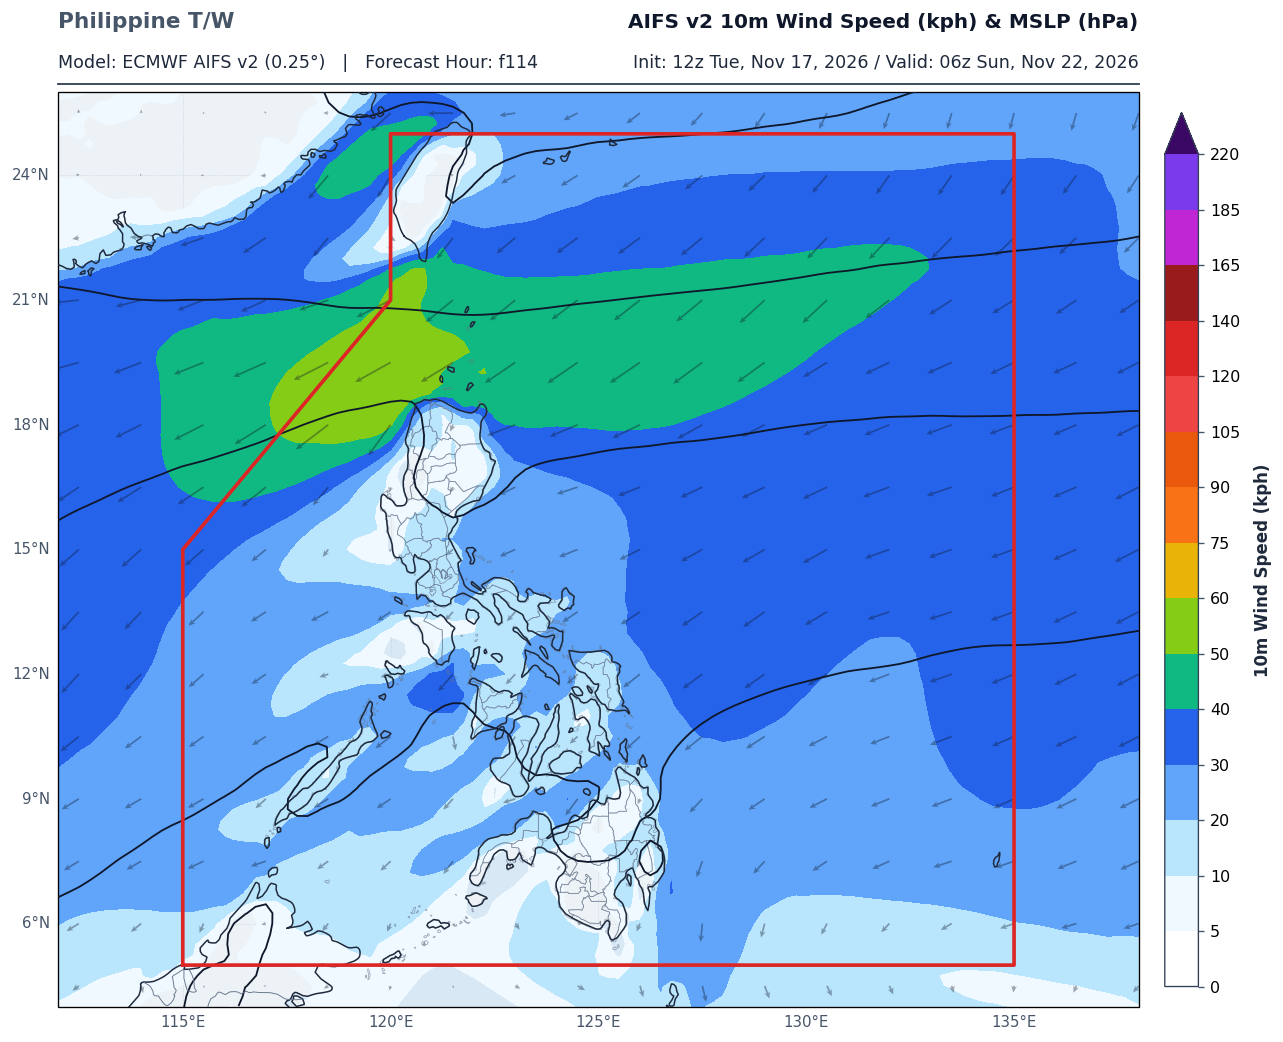 Philippine T/W
AIFS v2 10m Wind Speed (kph) & MSLP (hPa)
Model: ECMWF AIFS v2 (0.25°) | Forecast Hour: f114
Init: 12z Tue, Nov 17, 2026 / Valid: 06z Sun, Nov 22, 2026
24°N
21°N
18°N
15°N
12°N
9°N
6°N
115°E
120°E
125°E
130°E
135°E
220
185
165
140
120
105
90
75
60
50
40
30
20
10
5
0
10m Wind Speed (kph)